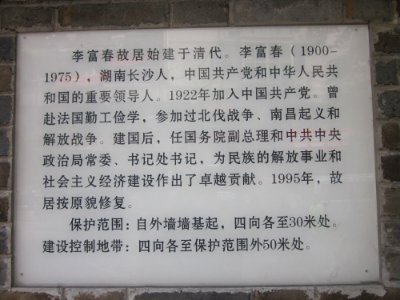 李富春故居始建于清代。李富春（1900-
1975），湖南长沙人，中国共产党和中华人民共
和国的重要领导人。1922年加入中国共产党。曾
赴法国勤工俭学，参加过北伐战争、南昌起义和
解放战争。建国后，任国务院副总理和中共中央
政治局常委、书记处书记，为民族的解放事业和
社会主义经济建设作出了卓越贡献。1995年，故
居按原貌修复。
保护范围：自外墙墙基起，四向各至30米处。
建设控制地带：四向各至保护范围外50米处。